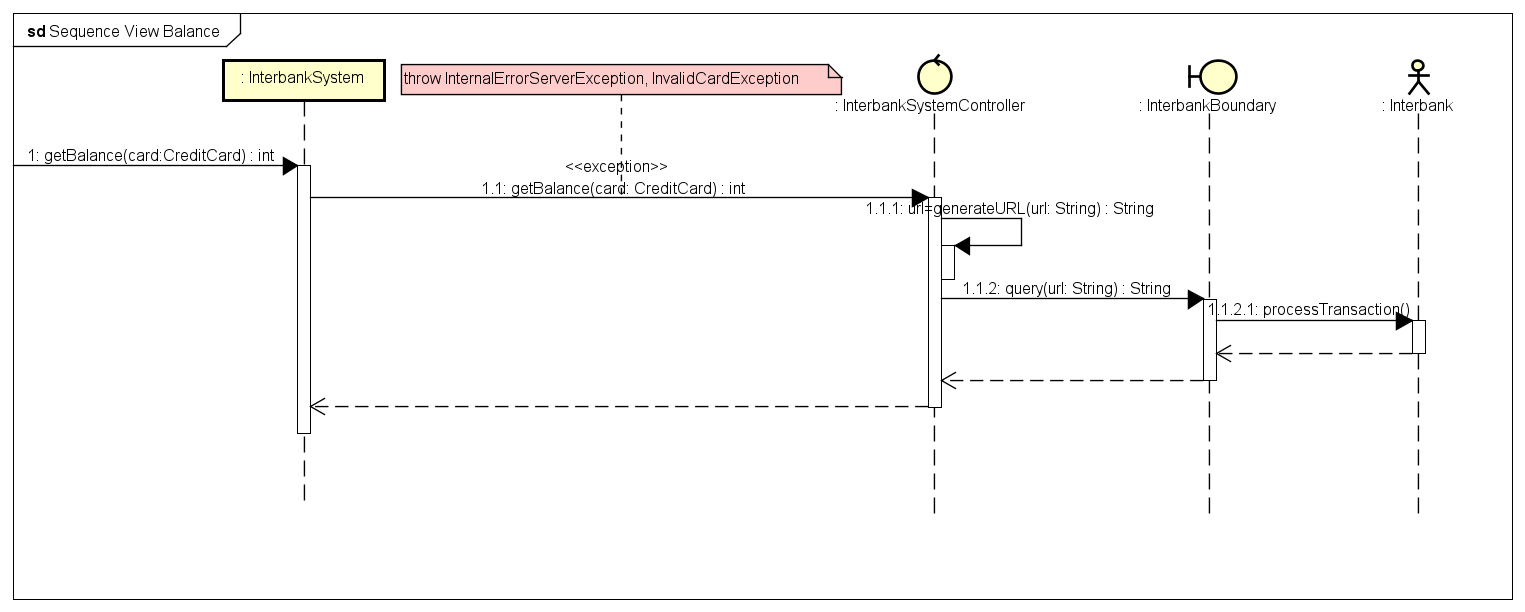 sd Sequence View Balance
: InterbankSystem
throw InternalErrorServerException, InvalidCardException
: InterbankSystemController
: InterbankBoundary
: Interbank
1: getBalance(card:CreditCard) : int
<<exception>>
1.1: getBalance(card: CreditCard) : int
1.1.1: url=generateURL(url: String) : String
1.1.2: query(url: String) : String
1.1.2.1: processTransaction()